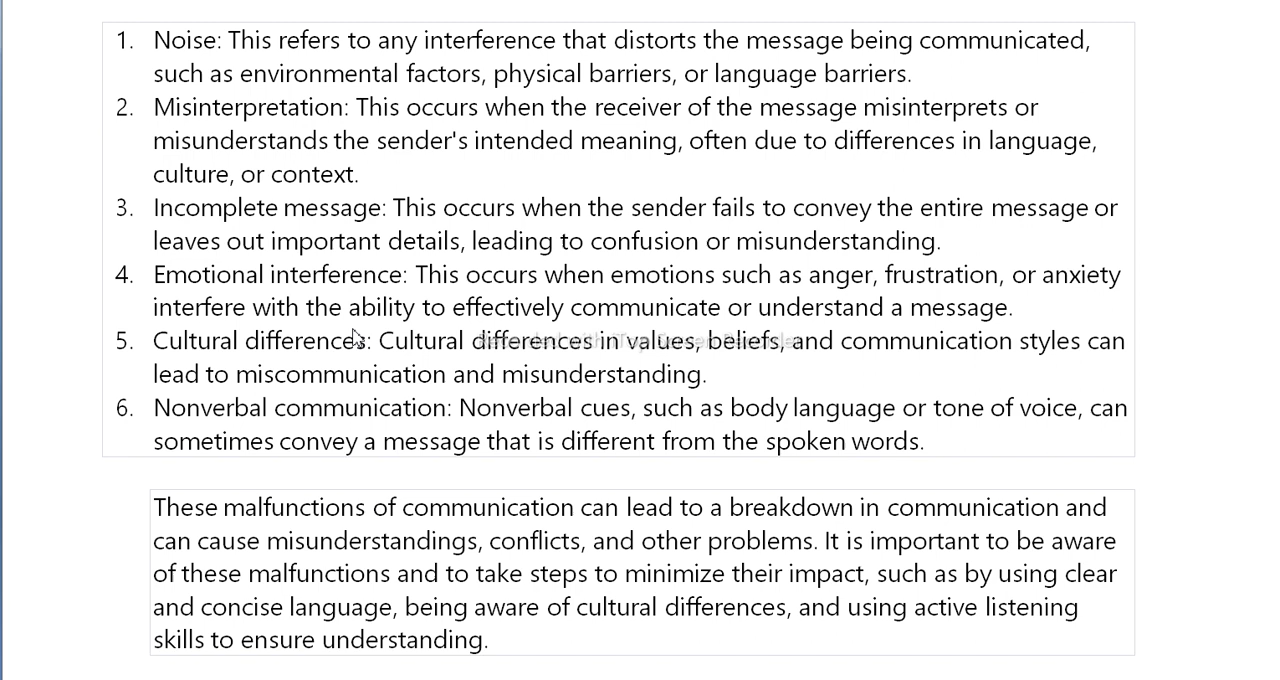 1. Noise: This refers to any interference that distorts the message being communicated,
such as environmental factors, physical barriers, or language barriers.
2. Misinterpretation: This occurs when the receiver of the message misinterprets or
misunderstands the sender's intended meaning, often due to differences in language,
culture, or context.
3. Incomplete message: This occurs when the sender fails to convey the entire message or
leaves out important details, leading to confusion or misunderstanding.
4. Emotional interference: This occurs when emotions such as anger, frustration, or anxiety
interfere with the ability to effectively communicate or understand a message.
5. Cultural differences: Cultural differences in values, beliefs, and communication styles can
lead to miscommunication and misunderstanding.
6. Nonverbal communication: Nonverbal cues, such as body language or tone of voice, can
sometimes convey a message that is different from the spoken words.
These malfunctions of communication can lead to a breakdown in communication and
can cause misunderstandings, conflicts, and other problems. It is important to be aware
of these malfunctions and to take steps to minimize their impact, such as by using clear
and concise language, being aware of cultural differences, and using active listening
skills to ensure understanding.